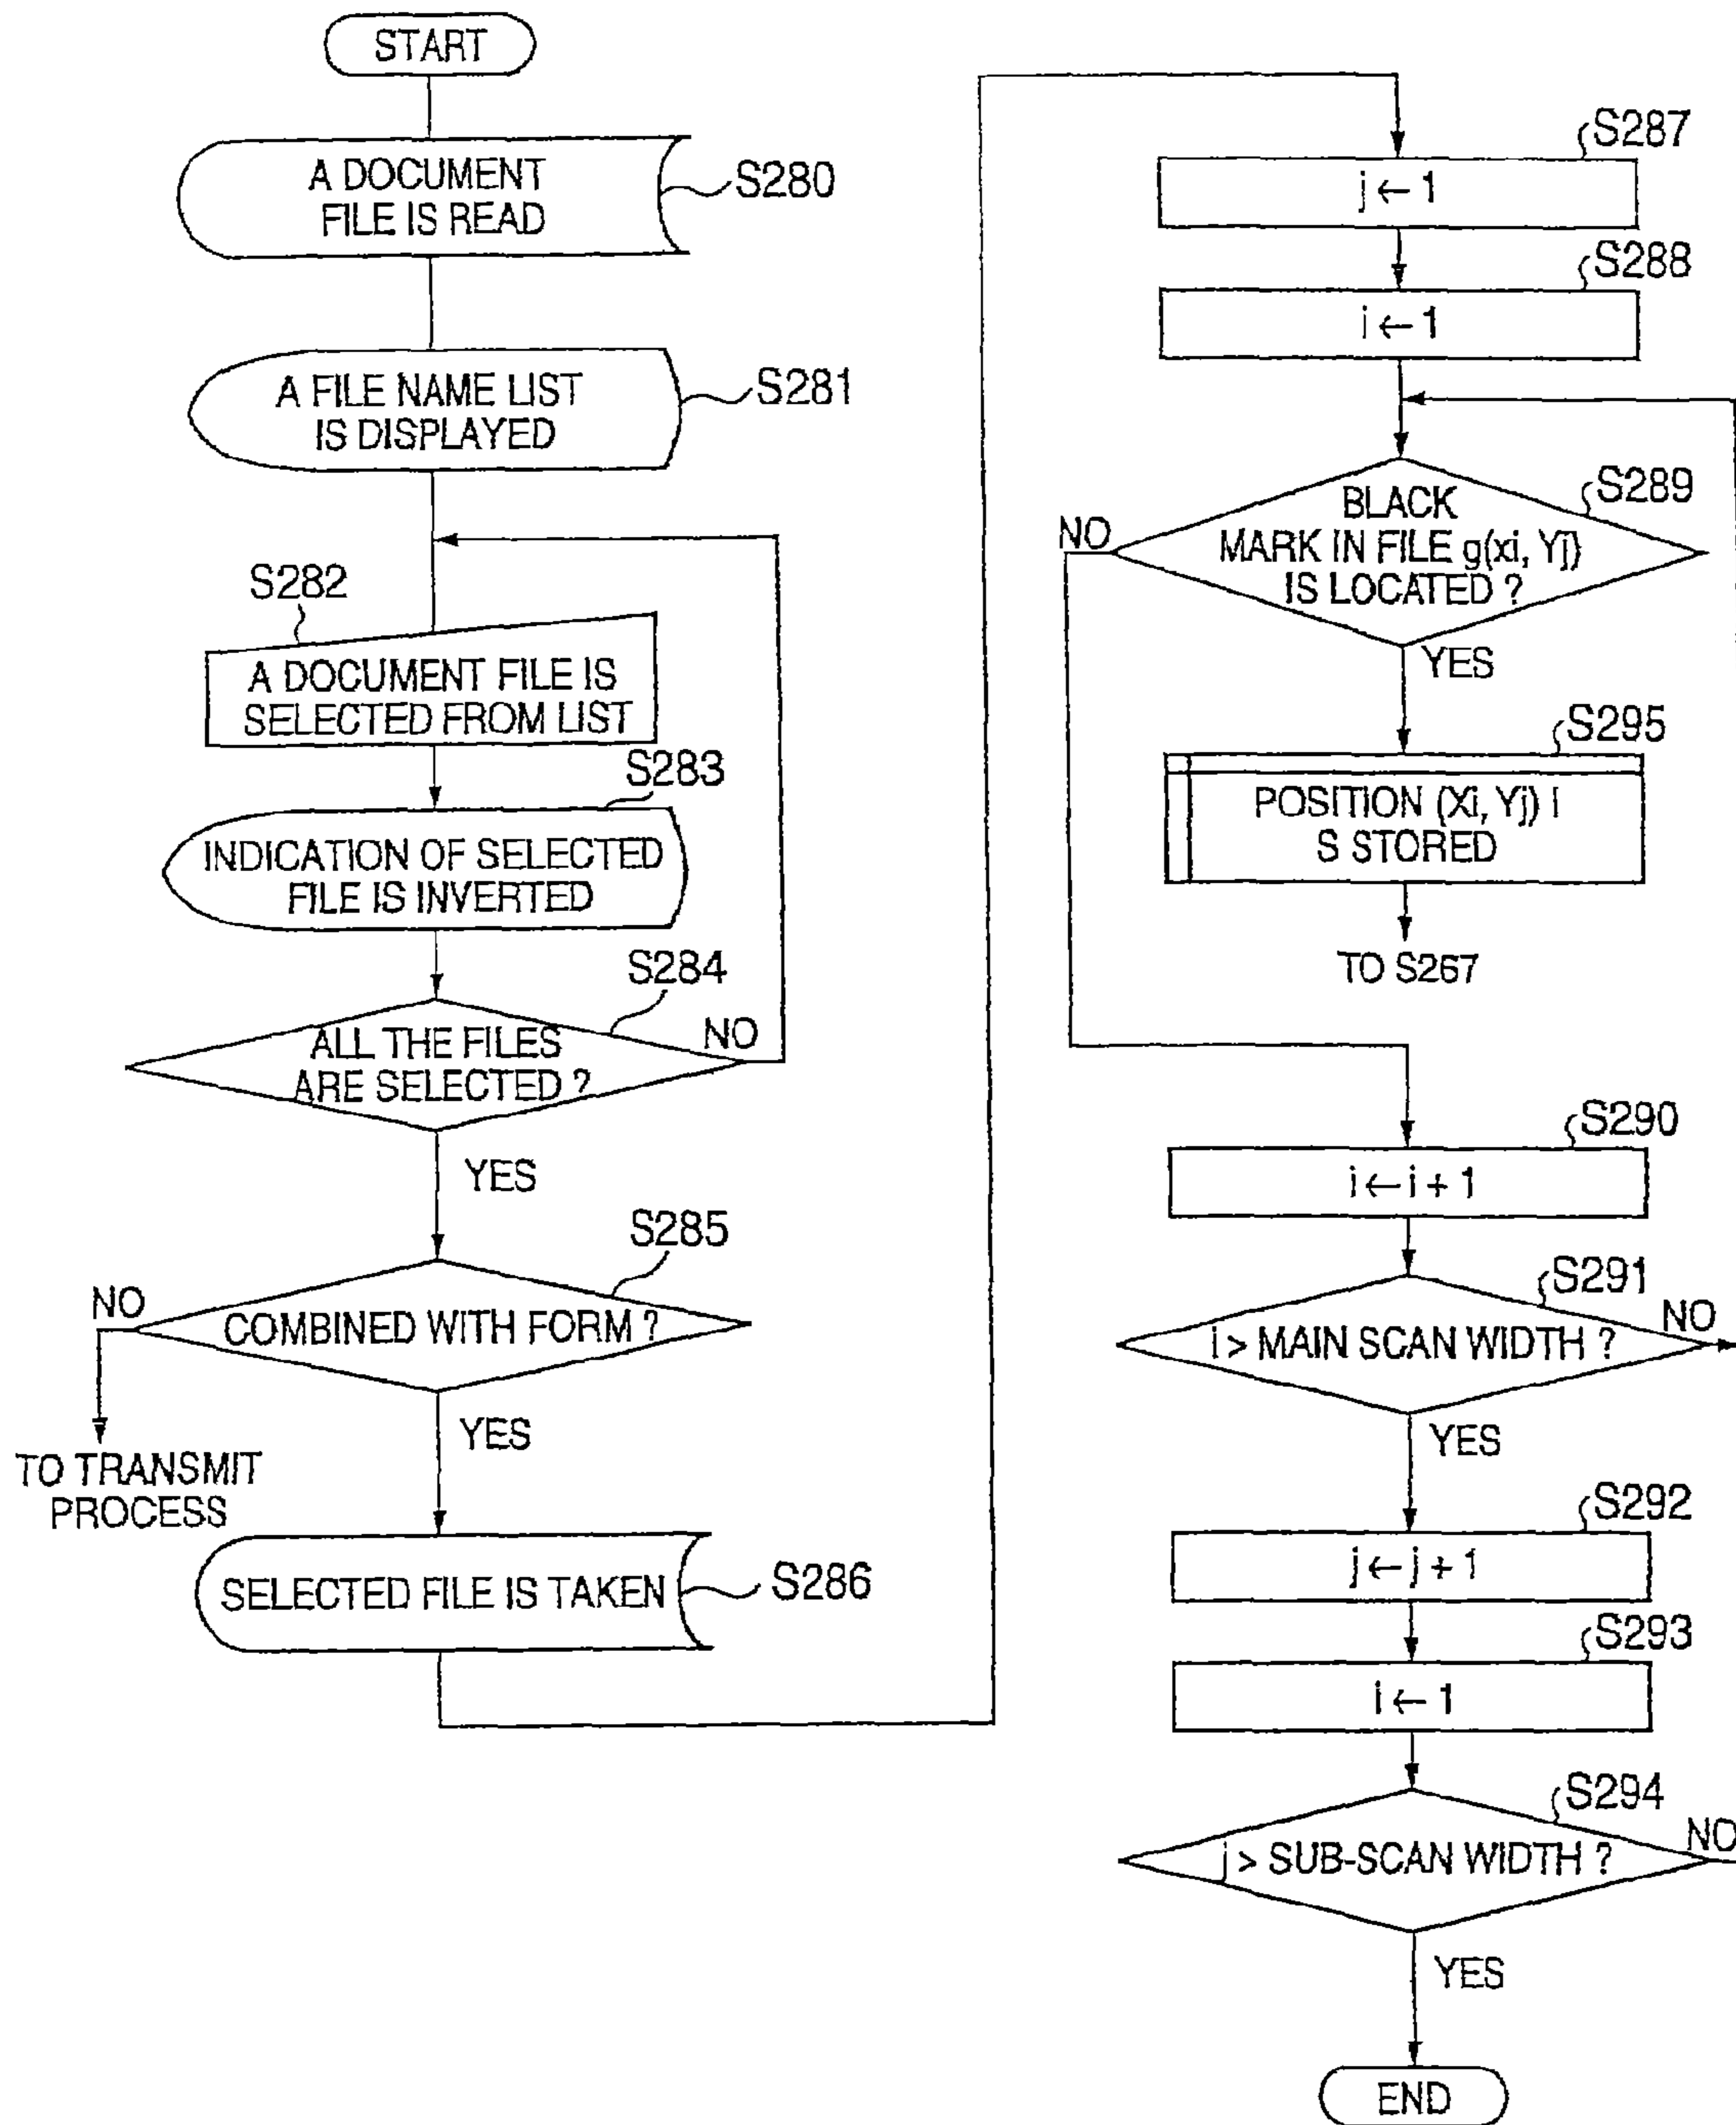 START
A DOCUMENT
FILE IS READ
S280
A FILE NAME LIST
IS DISPLAYED
S281
S282
A DOCUMENT FILE IS
SELECTED FROM LIST
S283
INDICATION OF SELECTED
FILE IS INVERTED
S284
ALL THE FILES
ARE SELECTED ?
NO
YES
S285
COMBINED WITH FORM ?
NO
TO TRANSMIT
PROCESS
YES
SELECTED FILE IS TAKEN
S286
S287
j ← 1
S288
i ← 1
S289
BLACK
MARK IN FILE g(xi, Yj)
IS LOCATED ?
NO
YES
S295
POSITION (Xi, Yj) I
S STORED
TO S267
S290
i ← i + 1
S291
i > MAIN SCAN WIDTH ?
NO
YES
S292
j ← j + 1
S293
i ← 1
S294
j > SUB-SCAN WIDTH ?
NO
YES
END